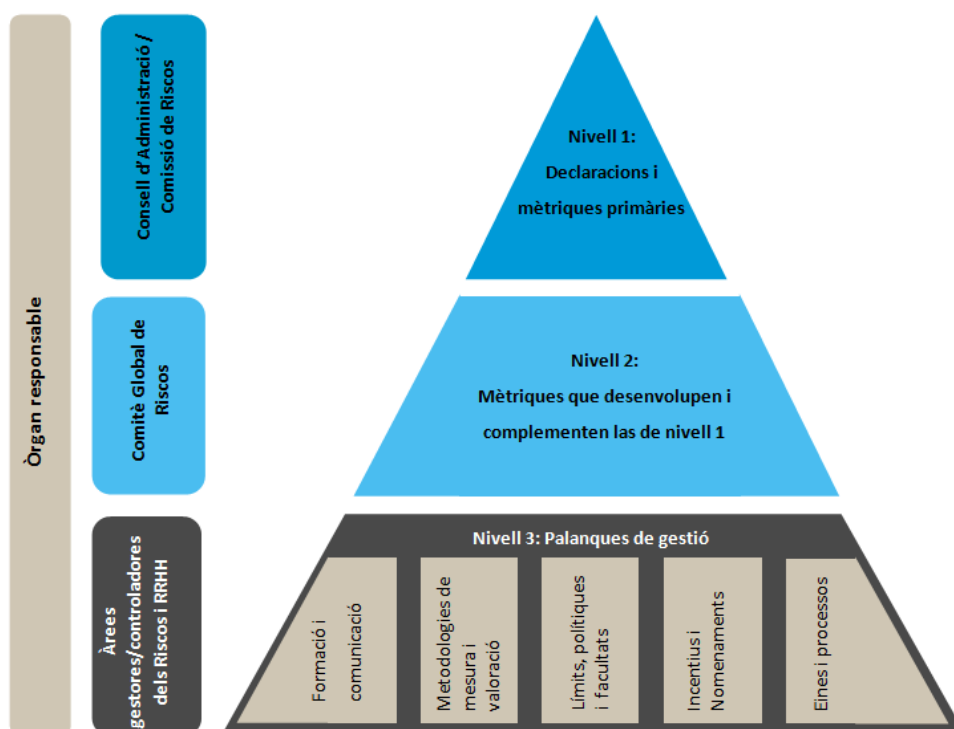 Òrgan responsable
Consell d'Administració /
Comissió de Riscos
Nivell 1:
Declaracions i
mètriques primàries
Comitè Global de
Riscos
Nivell 2:
Mètriques que desenvolupen i
complementen las de nivell 1
Àrees
gestores/controladores
dels Riscos i RRHH
Nivell 3: Palanques de gestió
Formació i
comunicació
Metodologies de
mesura i
valoració
Límits, polítiques
i facultats
Incentius i
Nomenaments
Eines i processos